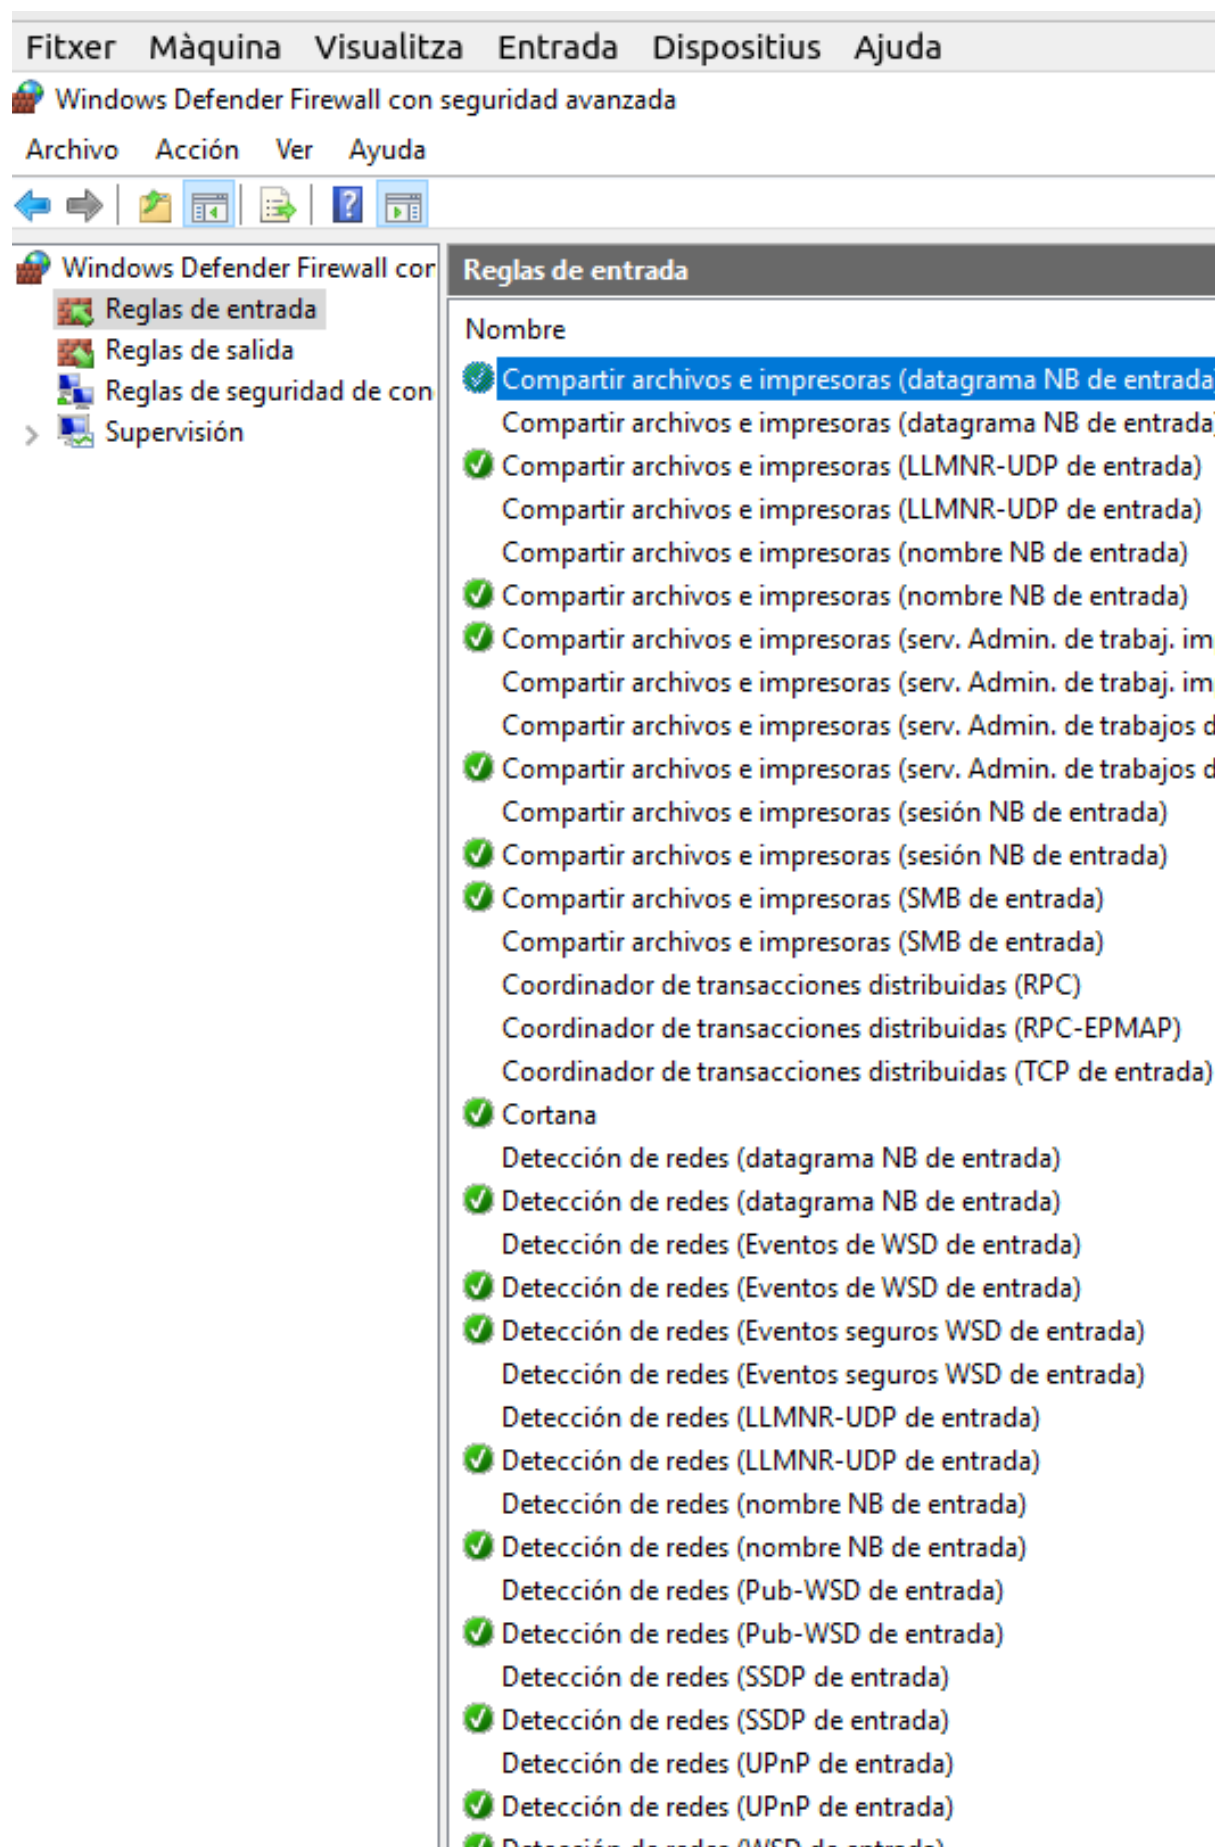 Fitxer Màquina Visualitza Entrada Dispositius Ajuda
Windows Defender Firewall con seguridad avanzada
Archivo Acción Ver Ayuda
Windows Defender Firewall con
Reglas de entrada
Reglas de salida
Reglas de seguridad de con
Supervisión
Reglas de entrada
Nombre
Compartir archivos e impresoras (datagrama NB de entrada)
Compartir archivos e impresoras (datagrama NB de entrada)
Compartir archivos e impresoras (LLMNR-UDP de entrada)
Compartir archivos e impresoras (LLMNR-UDP de entrada)
Compartir archivos e impresoras (nombre NB de entrada)
Compartir archivos e impresoras (nombre NB de entrada)
Compartir archivos e impresoras (serv. Admin. de trabaj. im
Compartir archivos e impresoras (serv. Admin. de trabaj. im
Compartir archivos e impresoras (serv. Admin. de trabajos d
Compartir archivos e impresoras (serv. Admin. de trabajos d
Compartir archivos e impresoras (sesión NB de entrada)
Compartir archivos e impresoras (sesión NB de entrada)
Compartir archivos e impresoras (SMB de entrada)
Compartir archivos e impresoras (SMB de entrada)
Coordinador de transacciones distribuidas (RPC)
Coordinador de transacciones distribuidas (RPC-EPMAP)
Coordinador de transacciones distribuidas (TCP de entrada)
Cortana
Detección de redes (datagrama NB de entrada)
Detección de redes (datagrama NB de entrada)
Detección de redes (Eventos de WSD de entrada)
Detección de redes (Eventos de WSD de entrada)
Detección de redes (Eventos seguros WSD de entrada)
Detección de redes (Eventos seguros WSD de entrada)
Detección de redes (LLMNR-UDP de entrada)
Detección de redes (LLMNR-UDP de entrada)
Detección de redes (nombre NB de entrada)
Detección de redes (nombre NB de entrada)
Detección de redes (Pub-WSD de entrada)
Detección de redes (Pub-WSD de entrada)
Detección de redes (SSDP de entrada)
Detección de redes (SSDP de entrada)
Detección de redes (UPnP de entrada)
Detección de redes (UPnP de entrada)
Detección de redes (WSD de entrada)